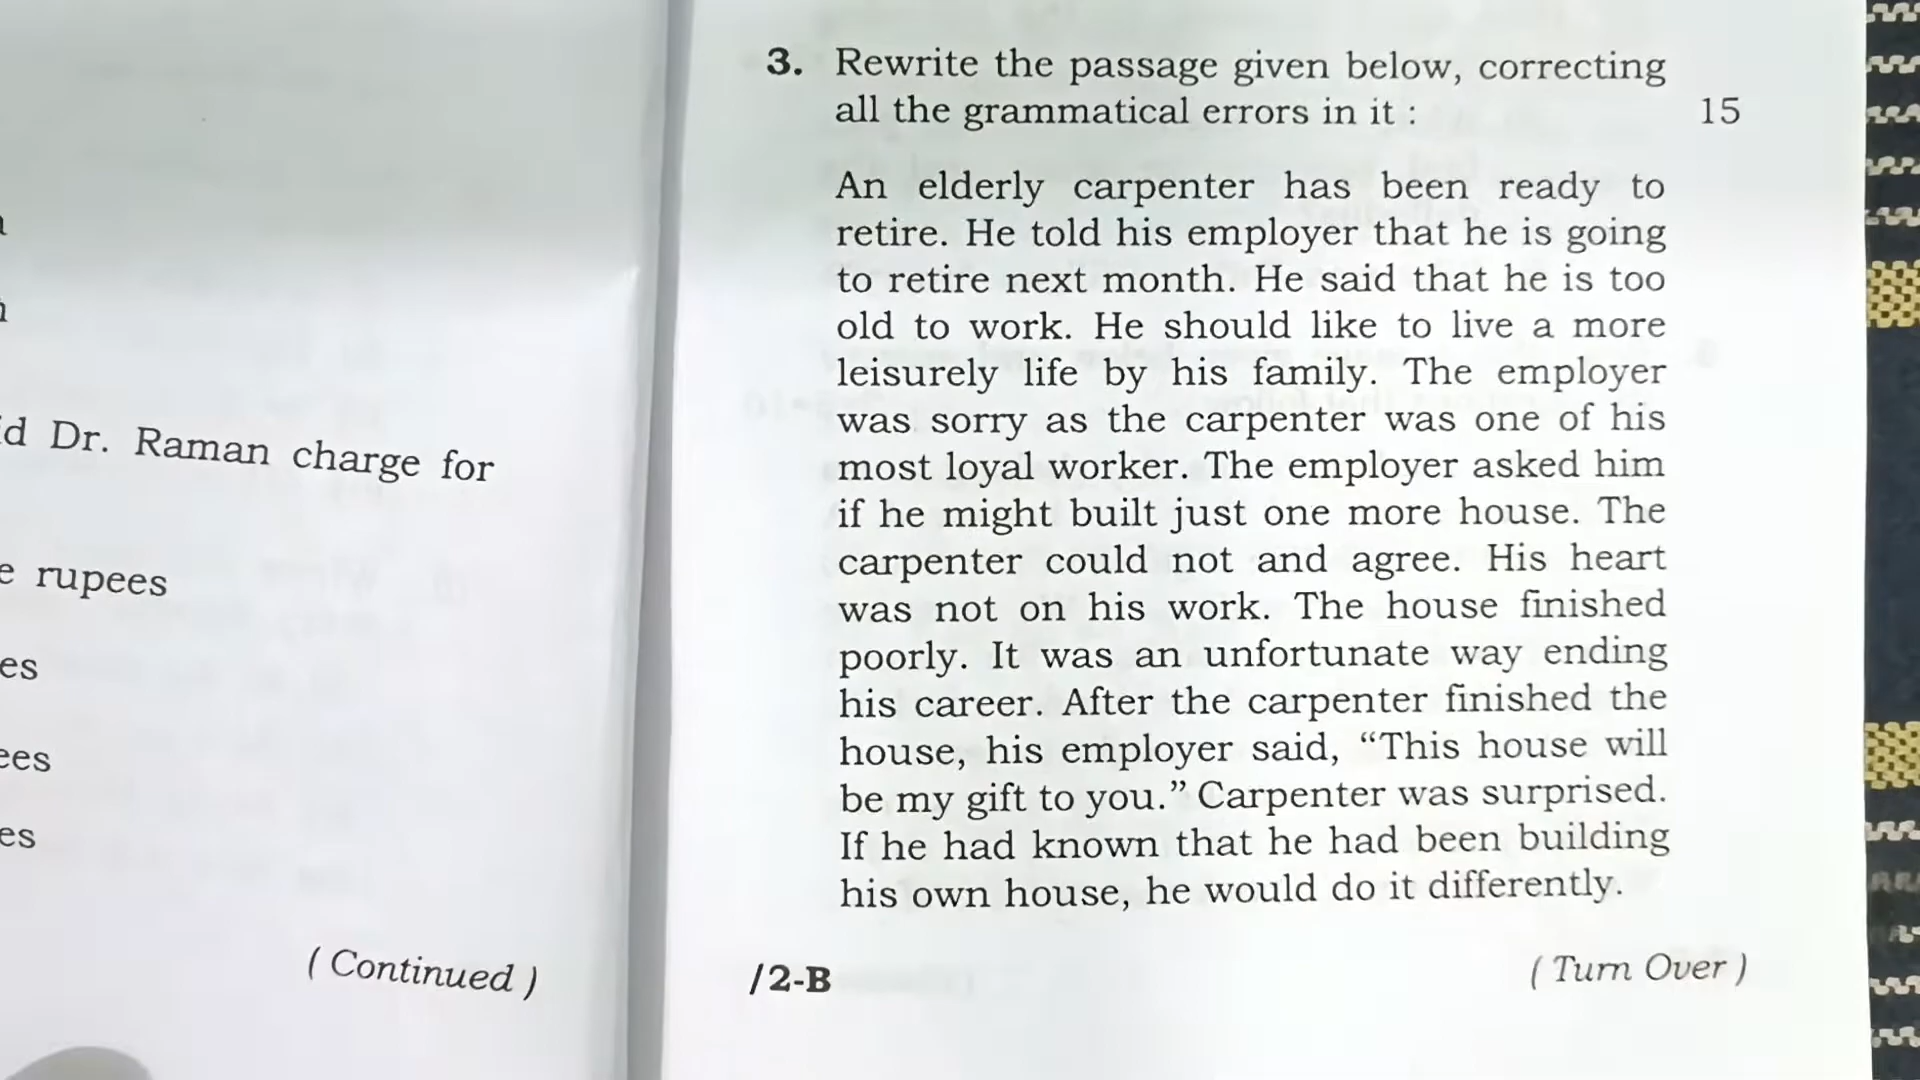 d Dr. Raman charge for
rupees
( Continued )
3. Rewrite the passage given below, correcting
all the grammatical errors in it : 15
An elderly carpenter has been ready to
retire. He told his employer that he is going
to retire next month. He said that he is too
old to work. He should like to live a more
leisurely life by his family. The employer
was sorry as the carpenter was one of his
most loyal worker. The employer asked him
if he might built just one more house. The
carpenter could not and agree. His heart
was not on his work. The house finished
poorly. It was an unfortunate way ending
his career. After the carpenter finished the
house, his employer said, “This house will
be my gift to you.” Carpenter was surprised.
If he had known that he had been building
his own house, he would do it differently.
/2-B
( Turn Over )